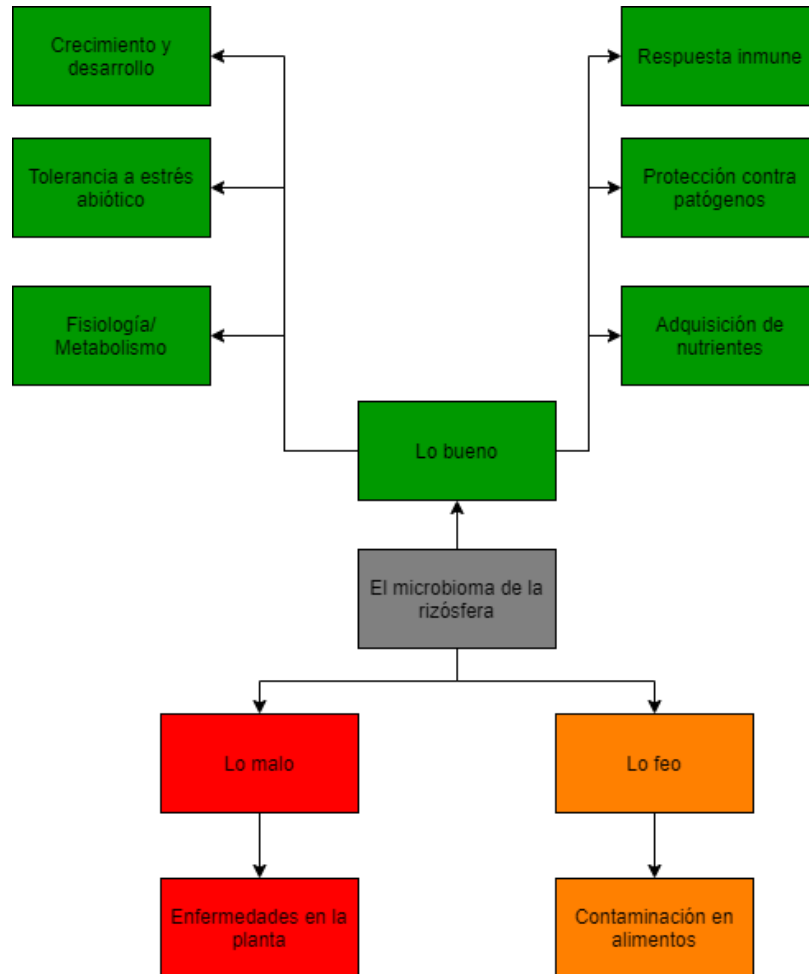 Crecimiento y
desarrollo
Respuesta inmune
Tolerancia a estrés
abiótico
Protección contra
patógenos
Fisiología/
Metabolismo
Adquisición de
nutrientes
Lo bueno
El microbioma de la
rizósfera
Lo malo
Lo feo
Enfermedades en la
planta
Contaminación en
alimentos